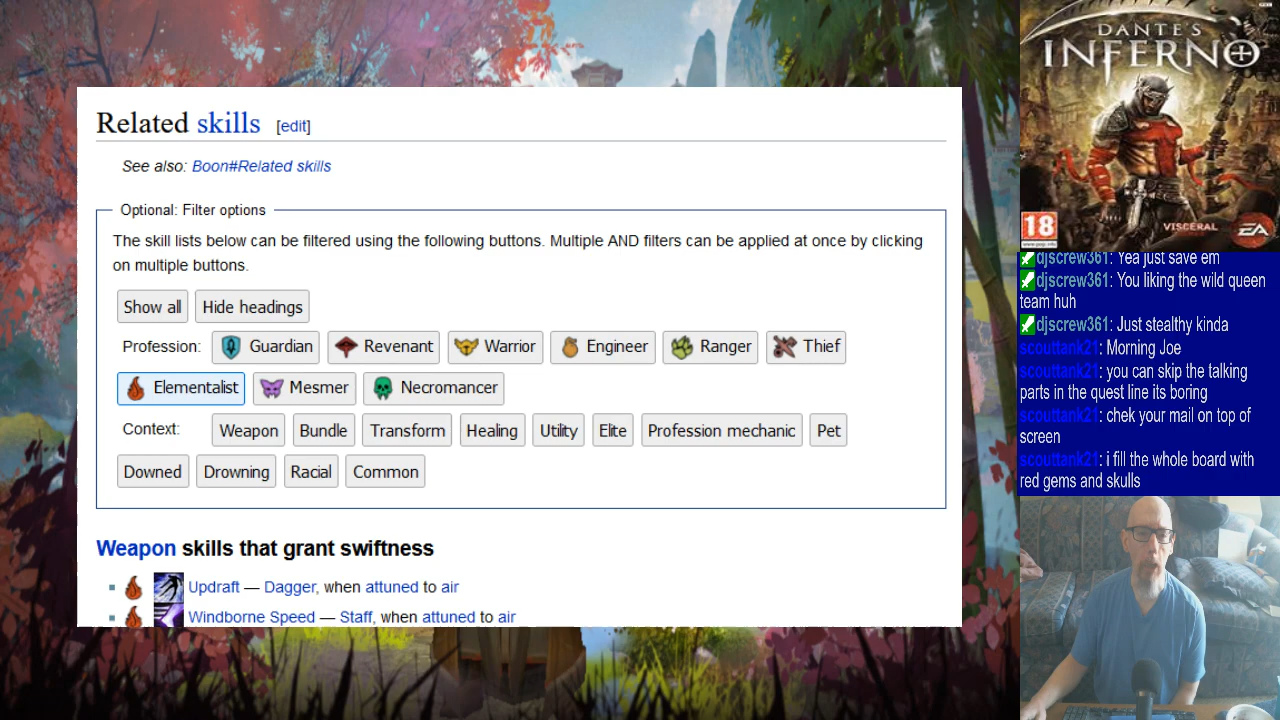 Related skills [edit]
See also: Boon#Related skills
Optional: Filter options
The skill lists below can be filtered using the following buttons. Multiple AND filters can be applied at once by clicking
on multiple buttons.
Show all Hide headings
Profession: Guardian Revenant Warrior Engineer Ranger Thief
Elementalist Mesmer Necromancer
Context: Weapon Bundle Transform Healing Utility Elite Profession mechanic Pet
Downed Drowning Racial Common
Weapon skills that grant swiftness
Updraft — Dagger, when attuned to air
Windborne Speed — Staff, when attuned to air
DANTE'S
INFERNO
18
VISCERAL EA
djscrew361: Yea just save em
djscrew361: You liking the wild queen
team huh
djscrew361: Just stealthy kinda
scouttank21: Morning Joe
scouttank21: you can skip the talking
parts in the quest line its boring
scouttank21: chek your mail on top of
screen
scouttank21: i fill the whole board with
red gems and skulls